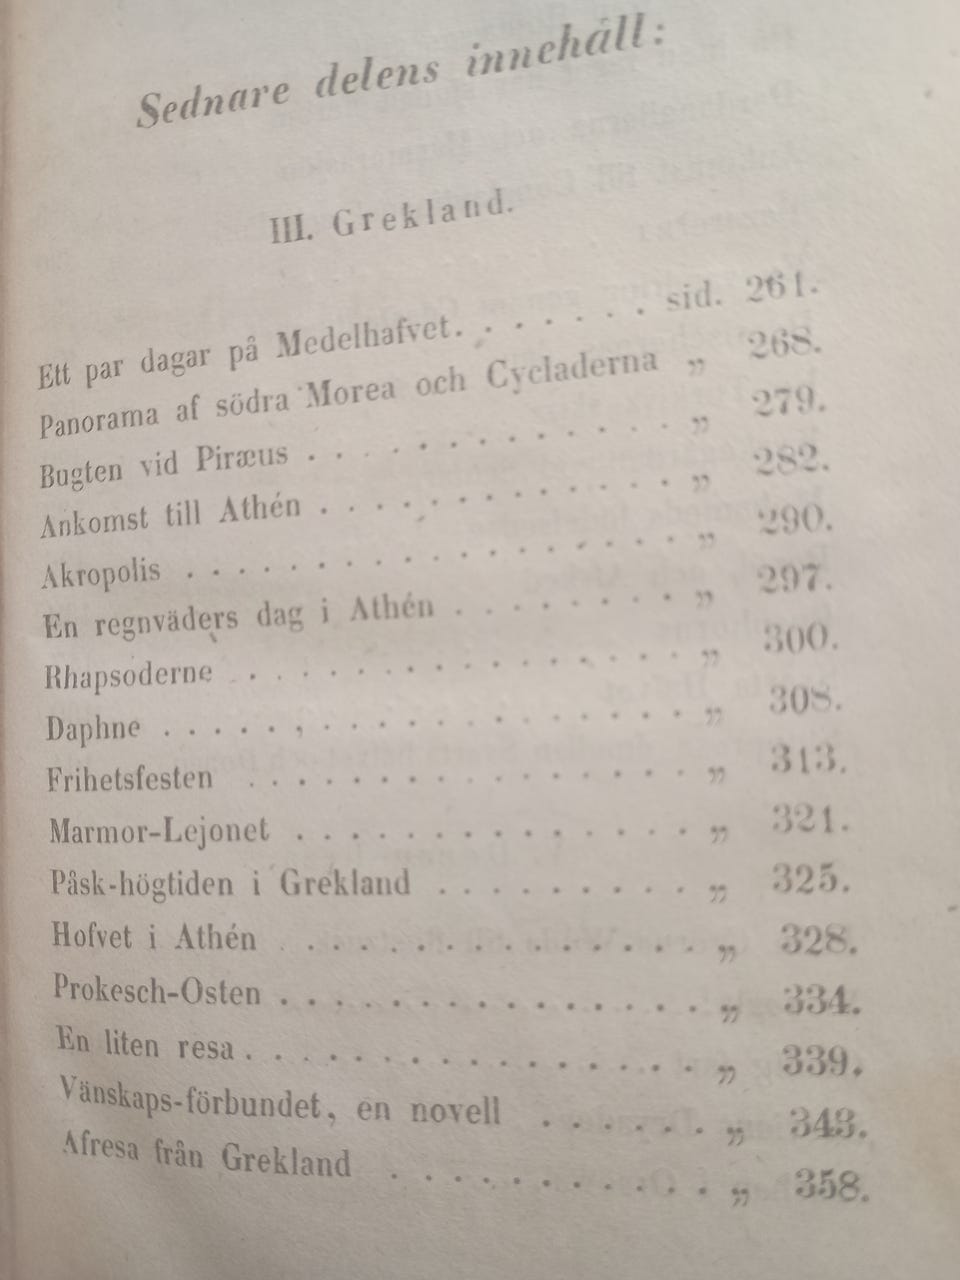 Sednare delens innehåll:
III. Grekland.
Ett par dagar på Medelhafvet. . . . . . . . sid. 261.
Panorama af södra Morea och Cycladerna „ 268.
Bugten vid Piræus . . . . . . . . . . . . . . „ 279.
Ankomst till Athén . . . . . . . . . . . . . „ 282.
Akropolis . . . . . . . . . . . . . . . . . . . „ 290.
En regnväders dag i Athén . . . . . . . . . „ 297.
Rhapsoderne . . . . . . . . . . . . . . . . . „ 300.
Daphne . . . . . . . . . . . . . . . . . . . . „ 308.
Frihetsfesten . . . . . . . . . . . . . . . . . „ 313.
Marmor-Lejonet . . . . . . . . . . . . . . . „ 321.
Påsk-högtiden i Grekland . . . . . . . . . . „ 325.
Hofvet i Athén . . . . . . . . . . . . . . . . „ 328.
Prokesch-Osten . . . . . . . . . . . . . . . . „ 334.
En liten resa . . . . . . . . . . . . . . . . . „ 339.
Vänskaps-förbundet, en novell . . . . . . „ 343.
Afresa från Grekland . . . . . . . . . . . „ 358.